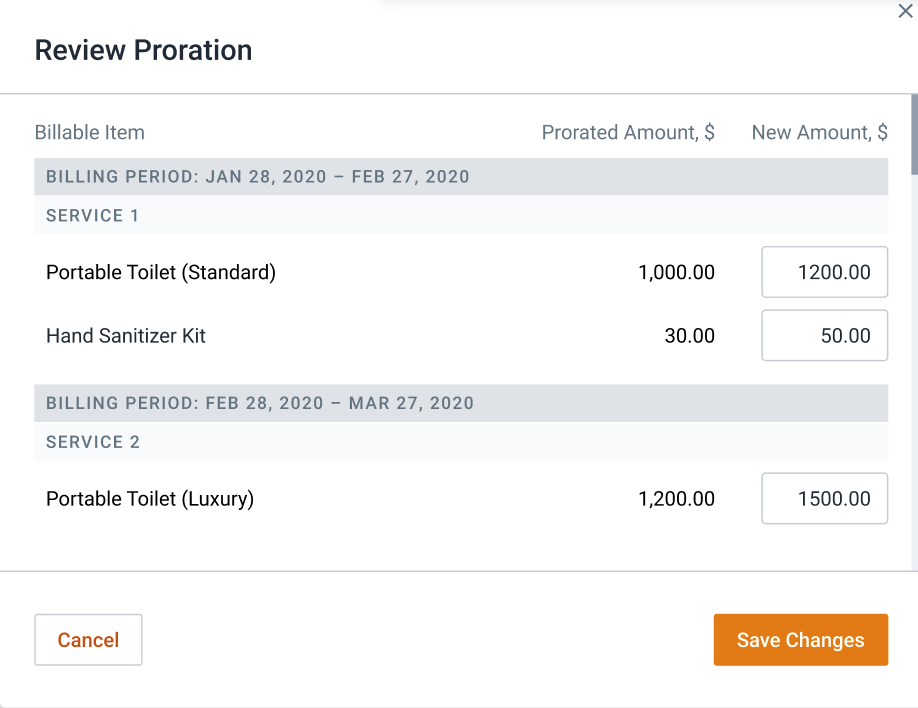 Review Proration
Billable Item Prorated Amount, $ New Amount, $
BILLING PERIOD: JAN 28, 2020 – FEB 27, 2020
SERVICE 1
Portable Toilet (Standard) 1,000.00 1200.00
Hand Sanitizer Kit 30.00 50.00
BILLING PERIOD: FEB 28, 2020 – MAR 27, 2020
SERVICE 2
Portable Toilet (Luxury) 1,200.00 1500.00
Cancel Save Changes